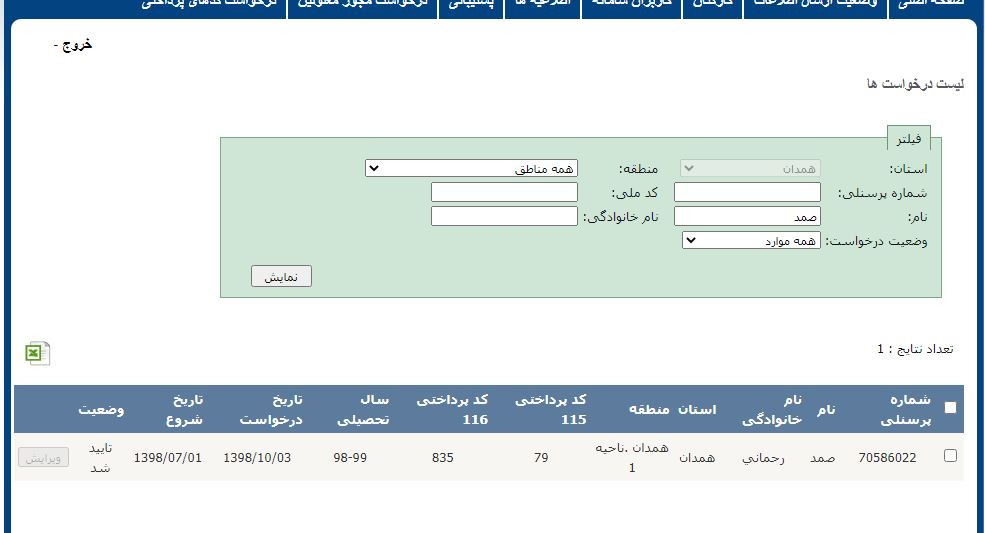 صفحه اصلی
وضعیت ارسال اطلاعات
کارکنان
کاربران سامانه
اطلاعیه ها
پشتیبانی
درخواست مجوز معلولین
درخواست کدهای پرداختی
خروج -
لیست درخواست ها
فیلتر
استان: همدان منطقه: همه مناطق
شماره پرسنلی: کد ملی:
نام: صمد نام خانوادگی:
وضعیت درخواست: همه موارد
نمایش
تعداد نتایج : 1
شماره پرسنلی نام نام خانوادگی استان منطقه کد پرداختی 115 کد پرداختی 116 سال تحصیلی تاریخ درخواست تاریخ شروع وضعیت
70586022 صمد رحماني همدان همدان .ناحیه 1 79 835 98-99 1398/10/03 1398/07/01 تایید شد ویرایش